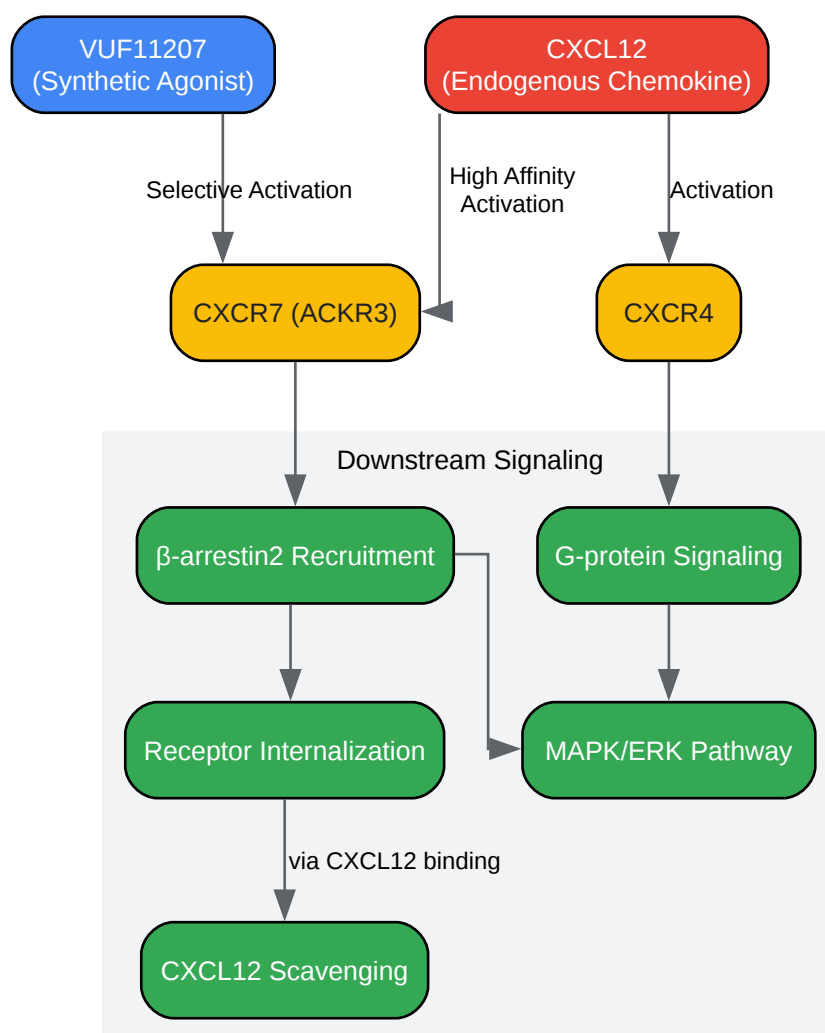 VUF11207
(Synthetic Agonist)
CXCL12
(Endogenous Chemokine)
Selective Activation
High Affinity
Activation
Activation
CXCR7 (ACKR3)
CXCR4
Downstream Signaling
β-arrestin2 Recruitment
G-protein Signaling
Receptor Internalization
MAPK/ERK Pathway
via CXCL12 binding
CXCL12 Scavenging